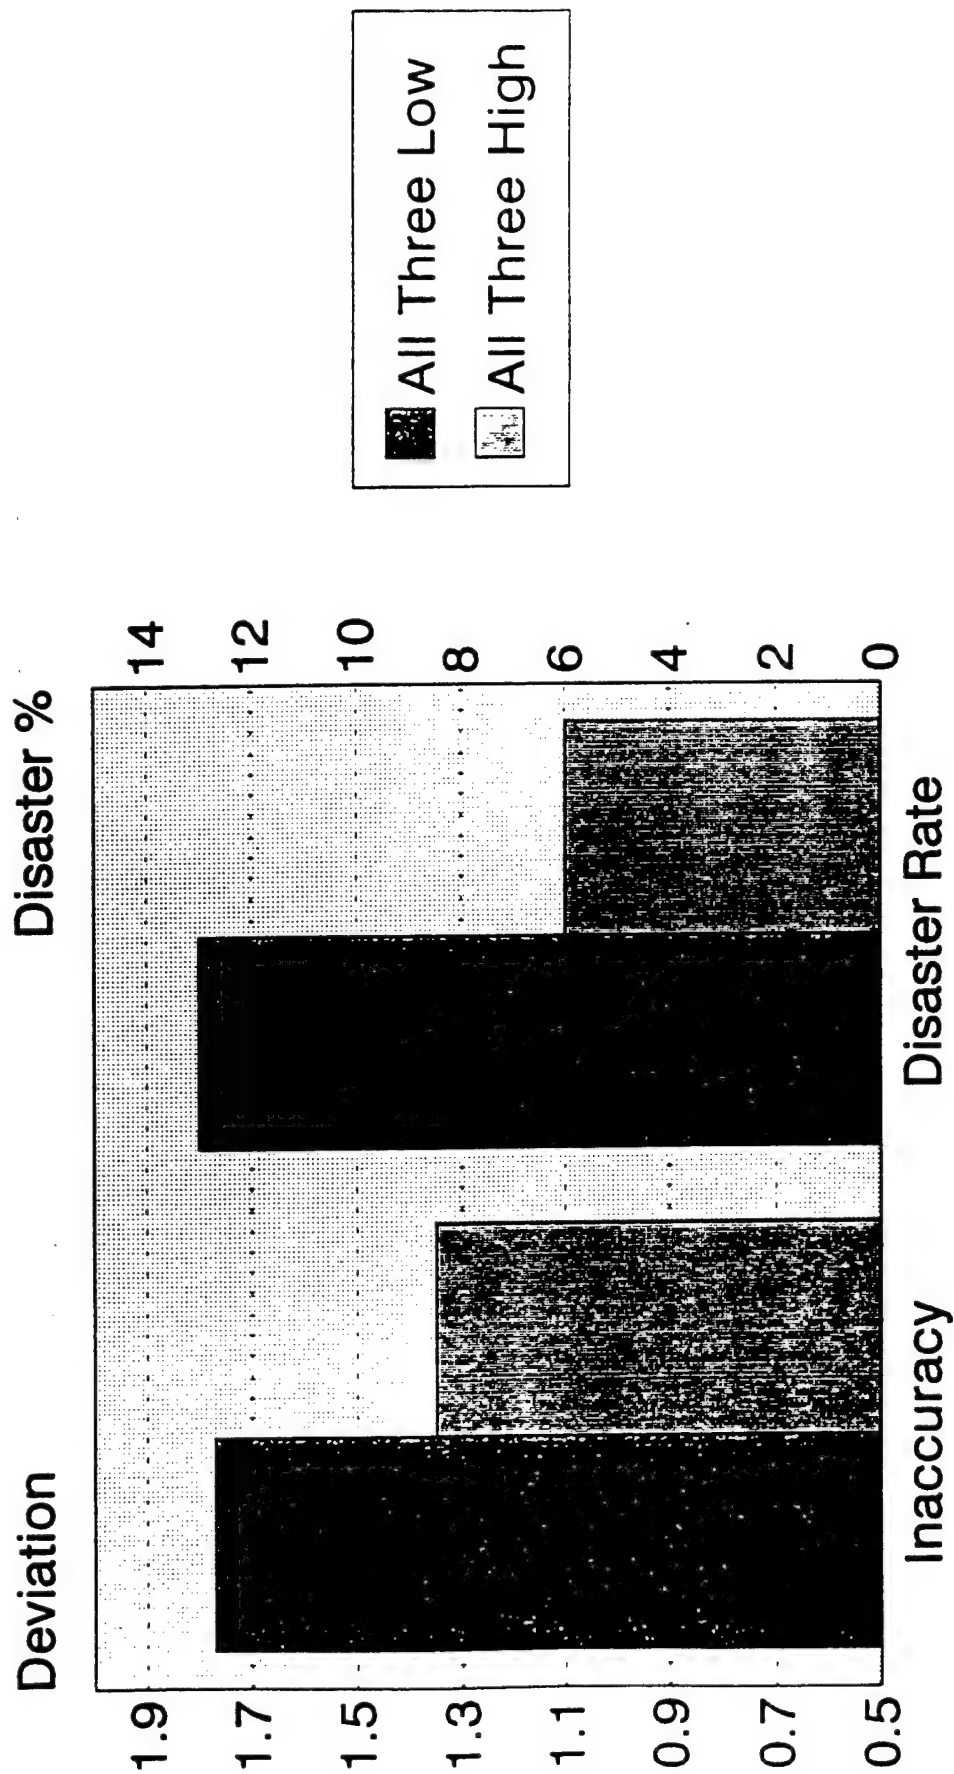 Deviation
Disaster %
1.9
1.7
1.5
1.3
1.1
0.9
0.7
0.5
14
12
10
8
6
4
2
0
Inaccuracy
Disaster Rate
All Three Low
All Three High